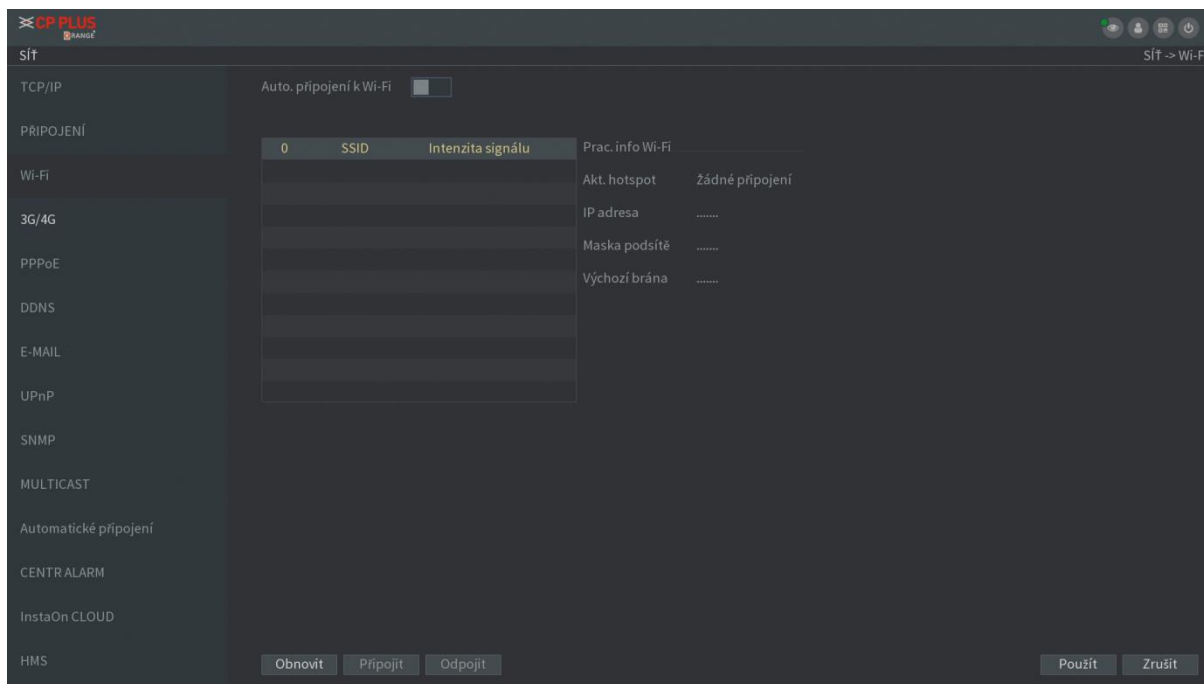 CP PLUS
ORANGE
SÍŤ
SÍŤ -> Wi-F
TCP/IP
PŘIPOJENÍ
Wi-Fi
3G/4G
PPPoE
DDNS
E-MAIL
UPnP
SNMP
MULTICAST
Automatické připojení
CENTR ALARM
InstaOn CLOUD
HMS
Auto. připojení k Wi-Fi
0 SSID Intenzita signálu
Prac. info Wi-Fi
Akt. hotspot Žádné připojení
IP adresa .......
Maska podsítě .......
Výchozí brána .......
Obnovit Připojit Odpojit Použít Zrušit